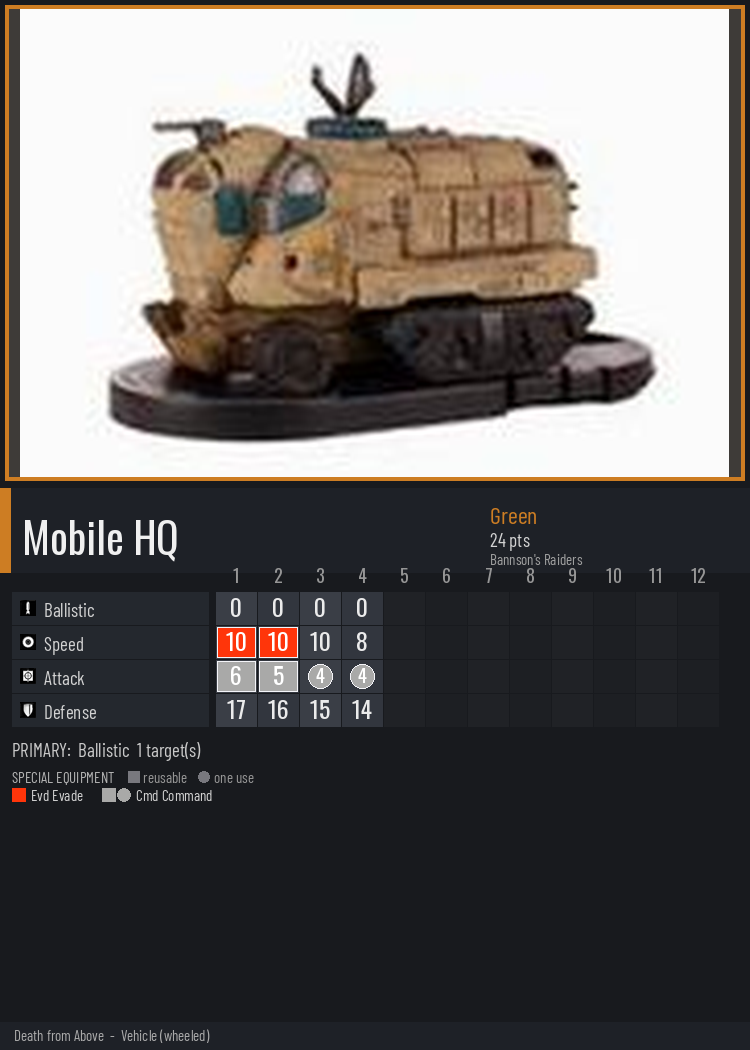 Mobile HQ
Green
24 pts
Bannson's Raiders
1 2 3 4 5 6 7 8 9 10 11 12
Ballistic 0 0 0 0
Speed 10 10 10 8
Attack 6 5 4 4
Defense 17 16 15 14
PRIMARY: Ballistic 1 target(s)
SPECIAL EQUIPMENT reusable one use
Evd Evade Cmd Command
Death from Above - Vehicle (wheeled)